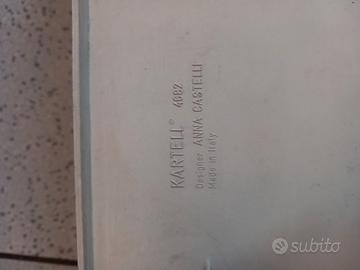 KARTELL® 4682
Designer ANNA CASTELLI
Made in Italy
subito